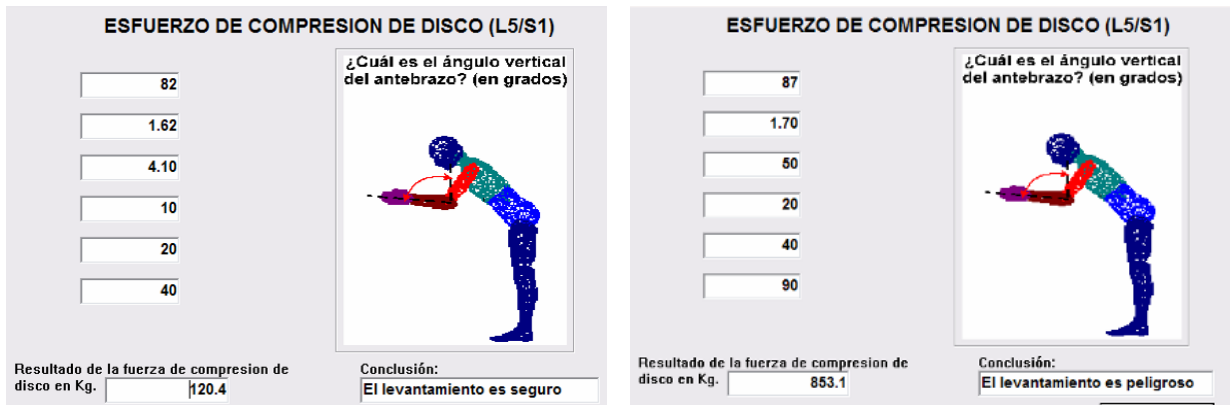 ESFUERZO DE COMPRESION DE DISCO (L5/S1)
82
1.62
4.10
10
20
40
¿Cuál es el ángulo vertical
del antebrazo? (en grados)
Resultado de la fuerza de compresion de
disco en Kg. 120.4
Conclusión:
El levantamiento es seguro
ESFUERZO DE COMPRESION DE DISCO (L5/S1)
87
1.70
50
20
40
90
¿Cuál es el ángulo vertical
del antebrazo? (en grados)
Resultado de la fuerza de compresion de
disco en Kg. 853.1
Conclusión:
El levantamiento es peligroso